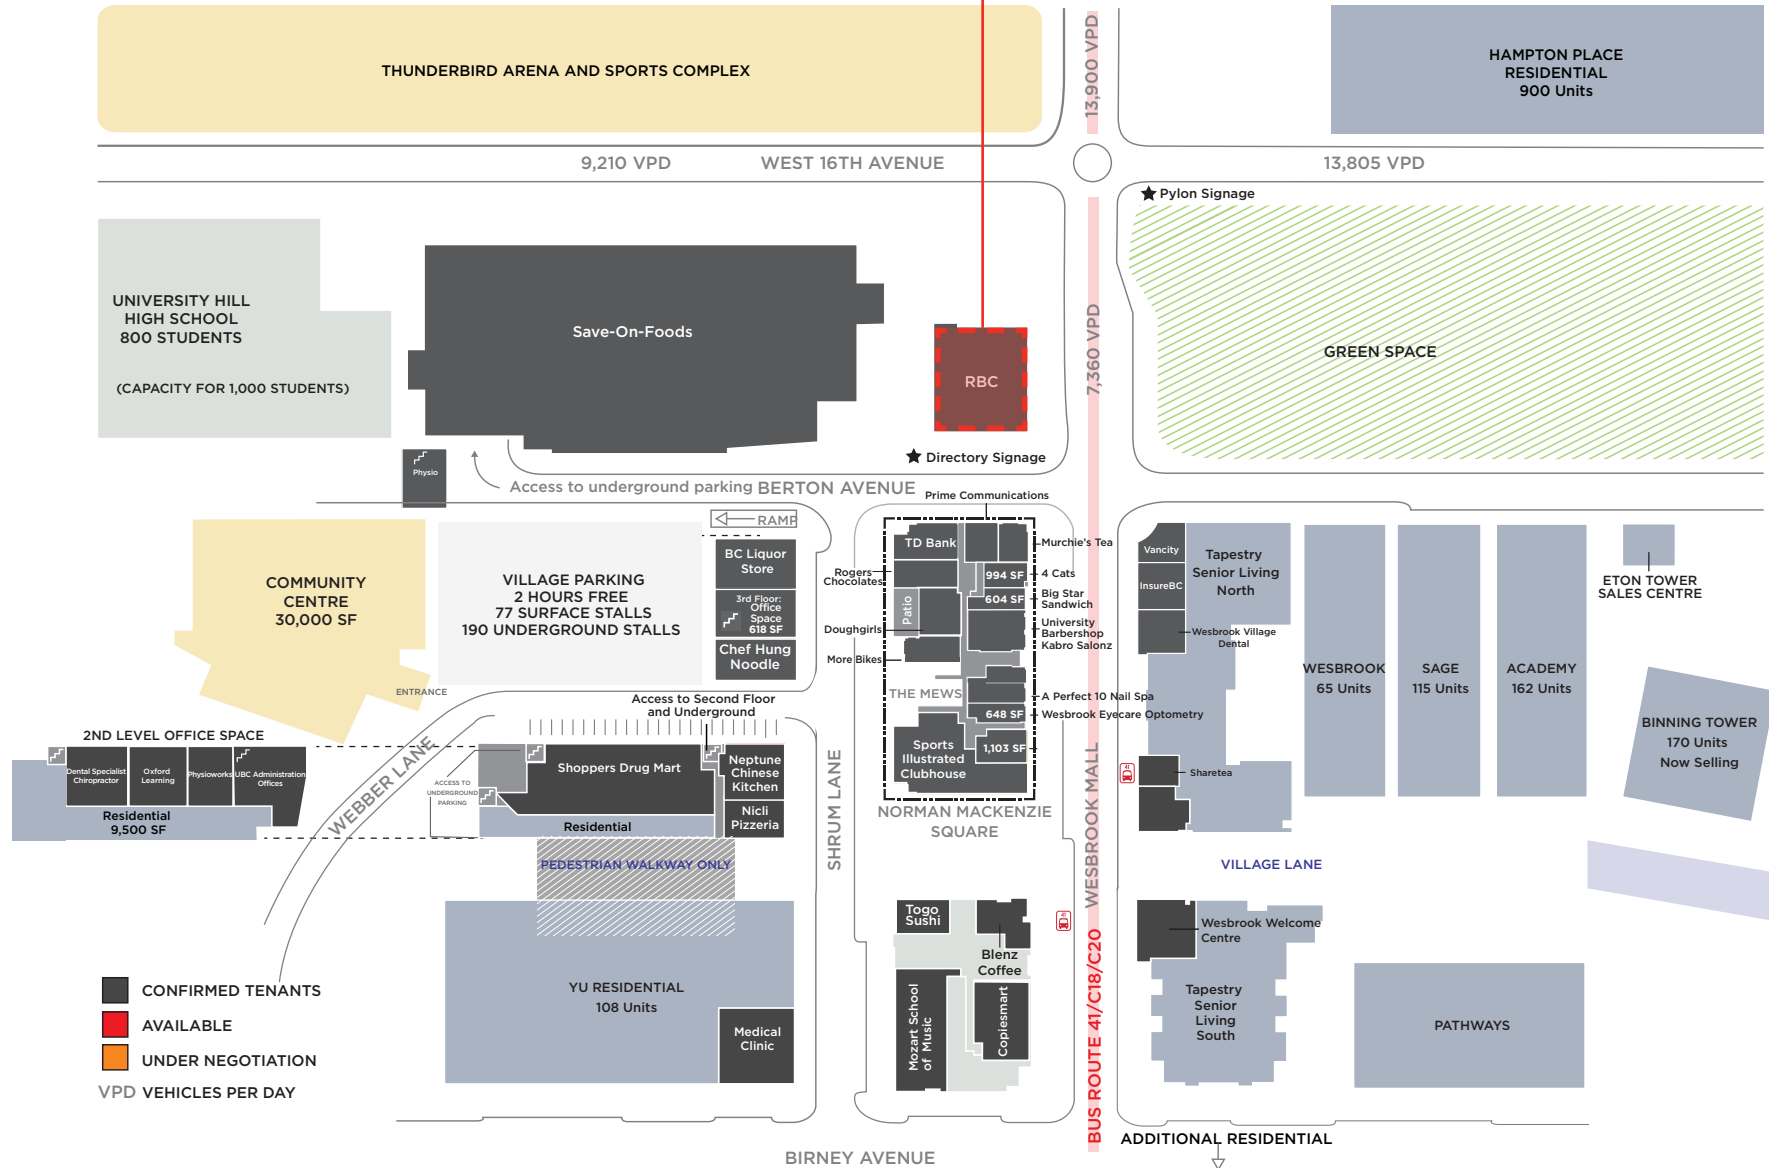 THUNDERBIRD ARENA AND SPORTS COMPLEX
13,900 VPD
HAMPTON PLACE
RESIDENTIAL
900 Units
9,210 VPD
WEST 16TH AVENUE
13,805 VPD
Pylon Signage
UNIVERSITY HILL
HIGH SCHOOL
800 STUDENTS
(CAPACITY FOR 1,000 STUDENTS)
Save-On-Foods
RBC
7,360 VPD
GREEN SPACE
Directory Signage
Physio
Access to underground parking
BERTON AVENUE
Prime Communications
RAMP
COMMUNITY
CENTRE
30,000 SF
VILLAGE PARKING
2 HOURS FREE
77 SURFACE STALLS
190 UNDERGROUND STALLS
BC Liquor
Store
3rd Floor:
Office
Space
618 SF
Chef Hung
Noodle
TD Bank
Rogers
Chocolates
Patio
Doughgirls
More Bikes
THE MEWS
Sports
Illustrated
Clubhouse
Murchie's Tea
994 SF
4 Cats
604 SF
Big Star
Sandwich
University
Barbershop
Kabro Salonz
A Perfect 10 Nail Spa
648 SF
Wesbrook Eyecare Optometry
1,103 SF
NORMAN MACKENZIE
SQUARE
Vancity
InsureBC
Wesbrook Village
Dental
Tapestry
Senior Living
North
Sharetea
WESBROOK
65 Units
SAGE
115 Units
ACADEMY
162 Units
ETON TOWER
SALES CENTRE
BINNING TOWER
170 Units
Now Selling
ENTRANCE
Access to Second Floor
and Underground
2ND LEVEL OFFICE SPACE
Dental Specialist
Chiropractor
Oxford
Learning
Physioworks
UBC Administration
Offices
Residential
9,500 SF
WEBBER LANE
ACCESS TO
UNDERGROUND
PARKING
Shoppers Drug Mart
Neptune
Chinese
Kitchen
Nicli
Pizzeria
Residential
PEDESTRIAN WALKWAY ONLY
SHRUM LANE
WESBROOK MALL
41
41
VILLAGE LANE
YU RESIDENTIAL
108 Units
Medical
Clinic
Togo
Sushi
Blenz
Coffee
Mozart School
of Music
Copiesmart
BUS ROUTE 41/C18/C20
Wesbrook Welcome
Centre
Tapestry
Senior
Living
South
PATHWAYS
CONFIRMED TENANTS
AVAILABLE
UNDER NEGOTIATION
VPD VEHICLES PER DAY
ADDITIONAL RESIDENTIAL
BIRNEY AVENUE